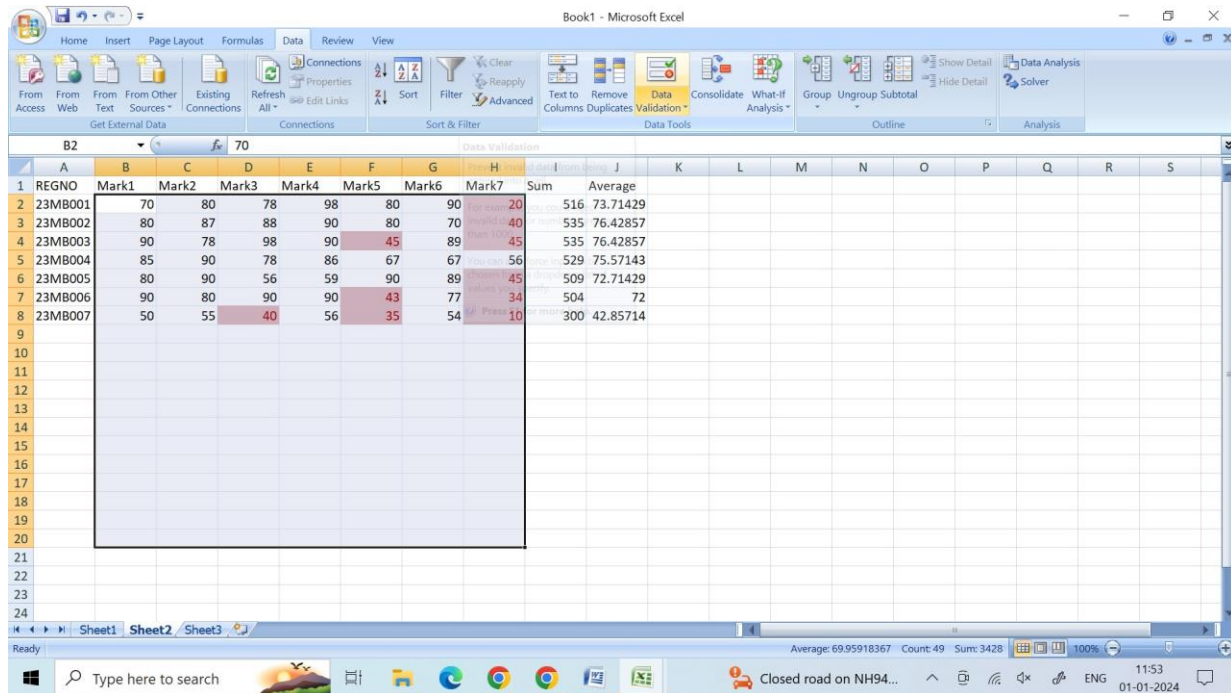 Book1 - Microsoft Excel
Home Insert Page Layout Formulas Data Review View
From Access
From Web
From Text
From Other Sources
Existing Connections
Get External Data
Refresh All
Connections
Properties
Edit Links
Connections
Sort
Filter
Clear
Reapply
Advanced
Sort & Filter
Text to Columns
Remove Duplicates
Data Validation
Consolidate
What-If Analysis
Data Tools
Group
Ungroup
Subtotal
Show Detail
Hide Detail
Outline
Data Analysis
Solver
Analysis
B2 fx 70
Data Validation
A B C D E F G H I J K L M N O P Q R S
1 REGNO Mark1 Mark2 Mark3 Mark4 Mark5 Mark6 Mark7 Sum Average
2 23MB001 70 80 78 98 80 90 20 516 73.71429
3 23MB002 80 87 88 90 80 70 40 535 76.42857
4 23MB003 90 78 98 90 45 89 45 535 76.42857
5 23MB004 85 90 78 86 67 67 56 529 75.57143
6 23MB005 80 90 56 59 90 89 45 509 72.71429
7 23MB006 90 80 90 90 43 77 34 504 72
8 23MB007 50 55 40 56 35 54 10 300 42.85714
9
10
11
12
13
14
15
16
17
18
19
20
21
22
23
24
Sheet1 Sheet2 Sheet3
Ready Average: 69.95918367 Count: 49 Sum: 3428 100%
Type here to search Closed road on NH94... ENG 11:53
01-01-2024